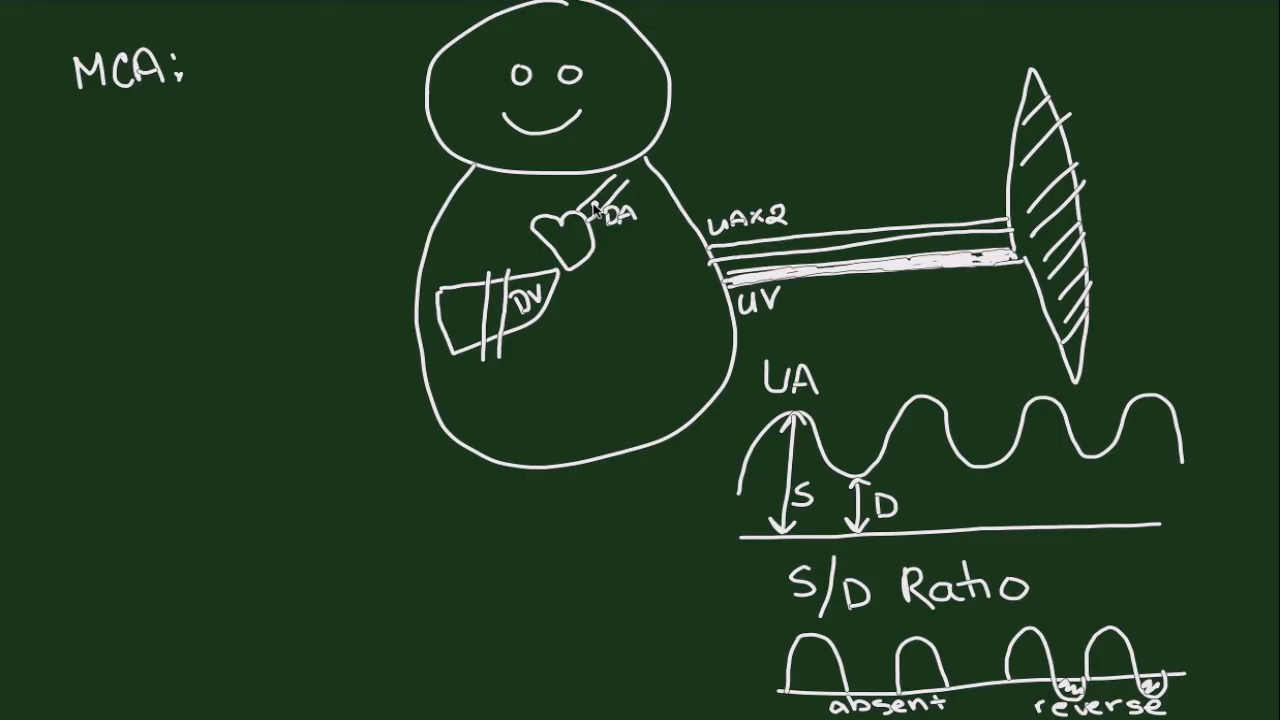 MCA:
DA
UAx2
DV
UV
UA
S
D
S/D Ratio
absent
reverse